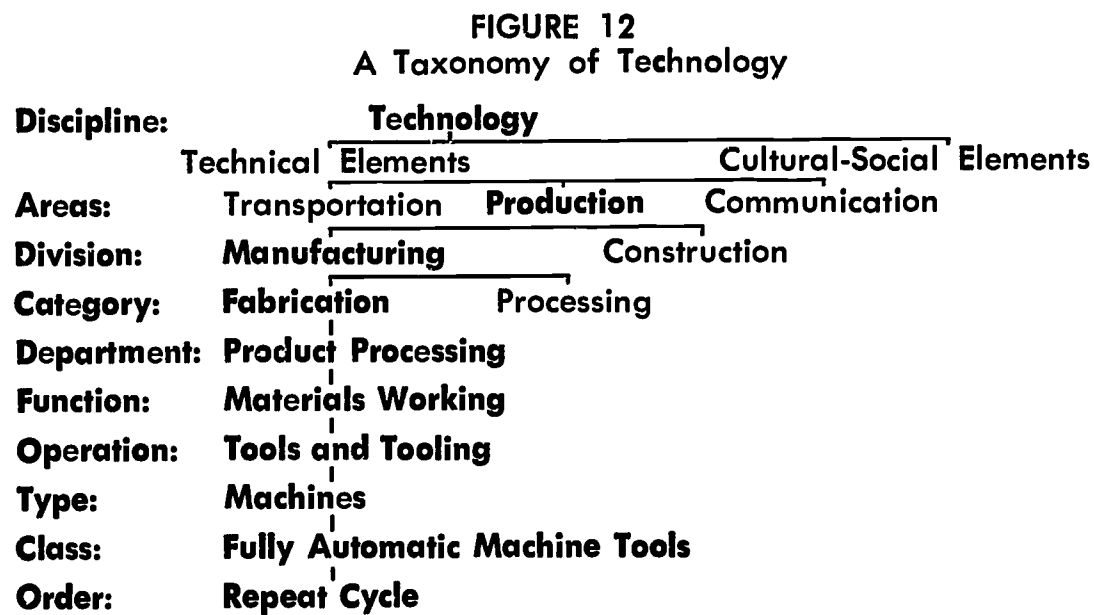 FIGURE 12
A Taxonomy of Technology
Discipline: Technology
Technical Elements Cultural-Social Elements
Areas: Transportation Production Communication
Division: Manufacturing Construction
Category: Fabrication Processing
Department: Product Processing
Function: Materials Working
Operation: Tools and Tooling
Type: Machines
Class: Fully Automatic Machine Tools
Order: Repeat Cycle